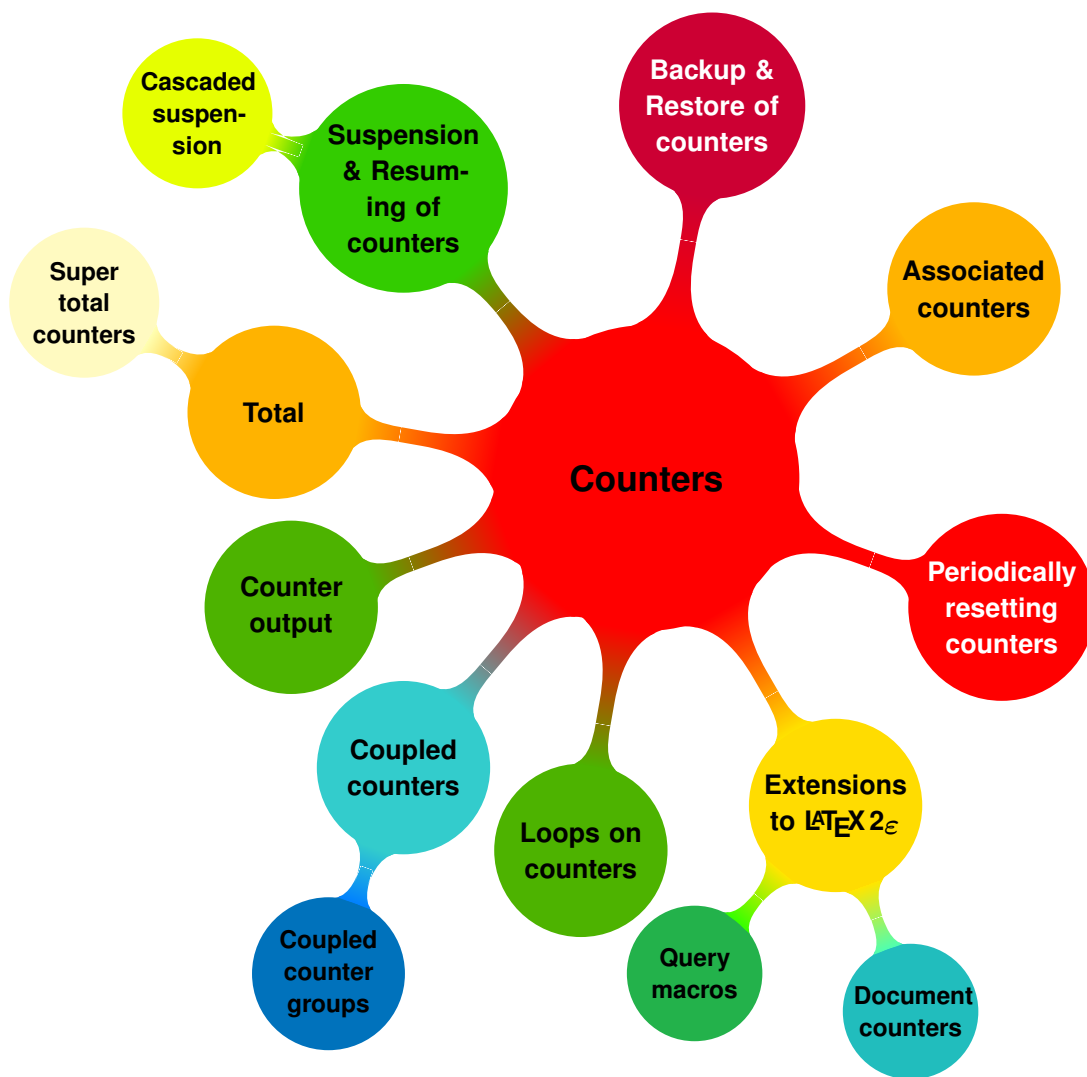 Cascaded
suspen-
sion
Suspension
& Resum-
ing of
counters
Backup &
Restore of
counters
Associated
counters
Super
total
counters
Total
Counters
Counter
output
Periodically
resetting
counters
Coupled
counters
Loops on
counters
Extensions
to LATEX 2ε
Coupled
counter
groups
Query
macros
Document
counters